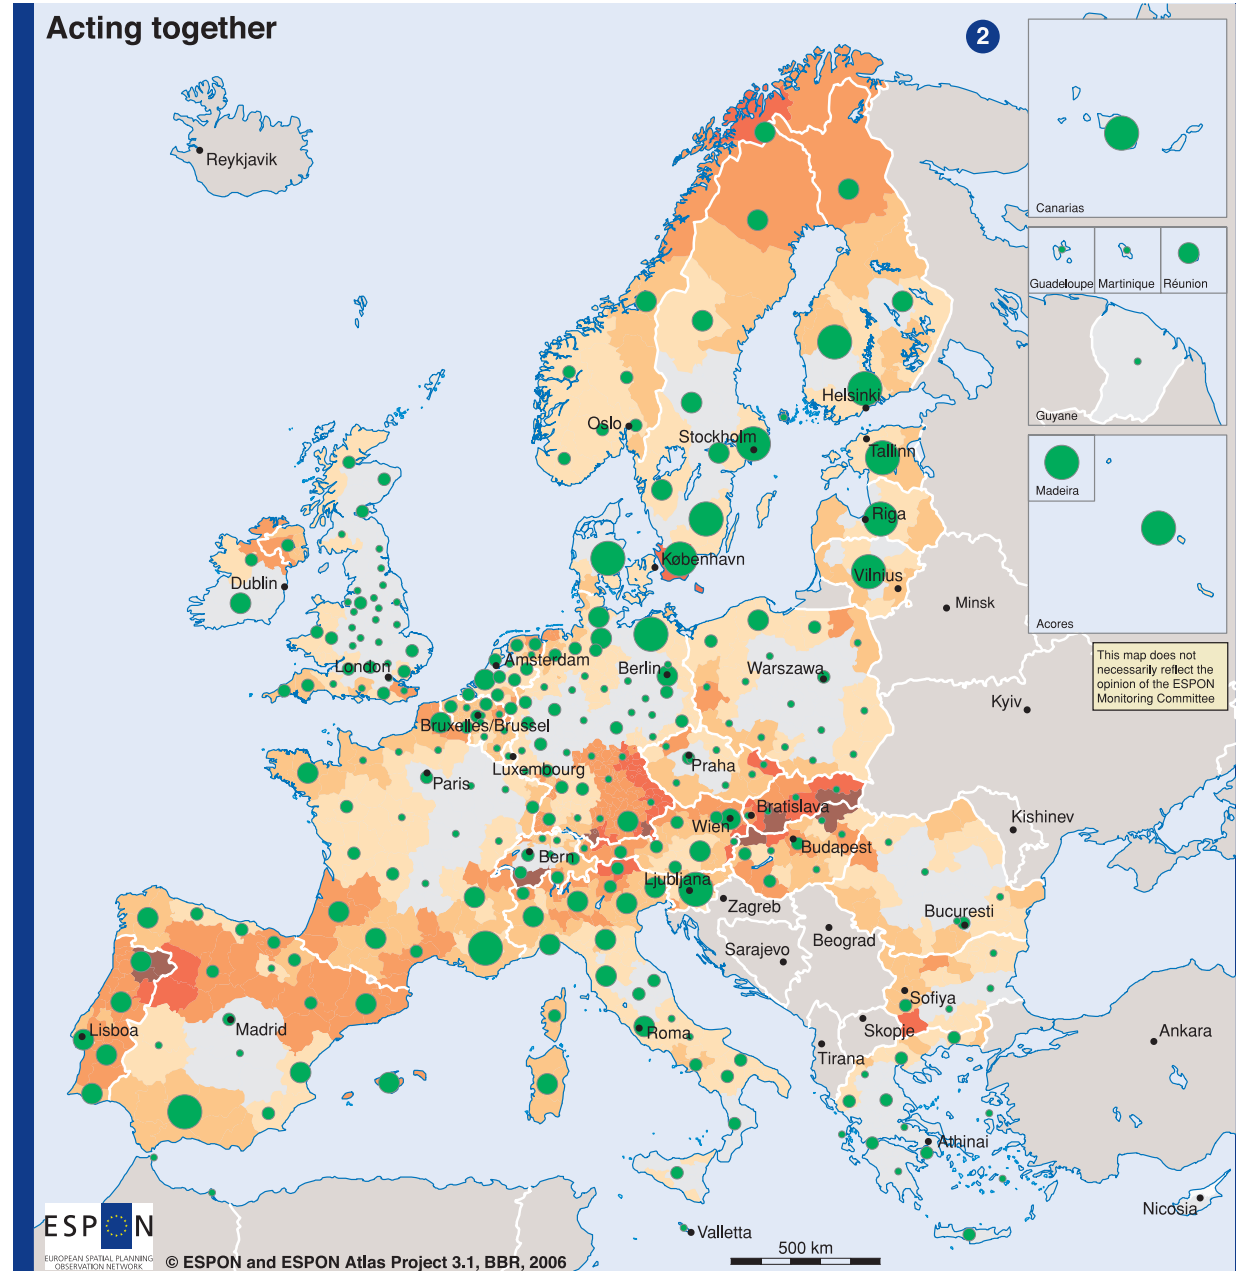 Acting together
2
Reykjavik
Canarias
Guadeloupe
Martinique
Réunion
Guyane
Madeira
Acores
This map does not
necessarily reflect the
opinion of the ESPON
Monitoring Committee
Helsinki
Oslo
Stockholm
Tallinn
Riga
København
Vilnius
Dublin
Minsk
London
Amsterdam
Berlin
Warszawa
Kyiv
Bruxelles/Brussel
Luxembourg
Praha
Paris
Bratislava
Wien
Kishinev
Budapest
Bern
Ljubljana
Zagreb
Bucuresti
Beograd
Sarajevo
Sofiya
Lisboa
Madrid
Roma
Skopje
Tirana
Ankara
Athinai
Nicosia
Valletta
500 km
ESPON
EUROPEAN SPATIAL PLANNING
OBSERVATION NETWORK
© ESPON and ESPON Atlas Project 3.1, BBR, 2006